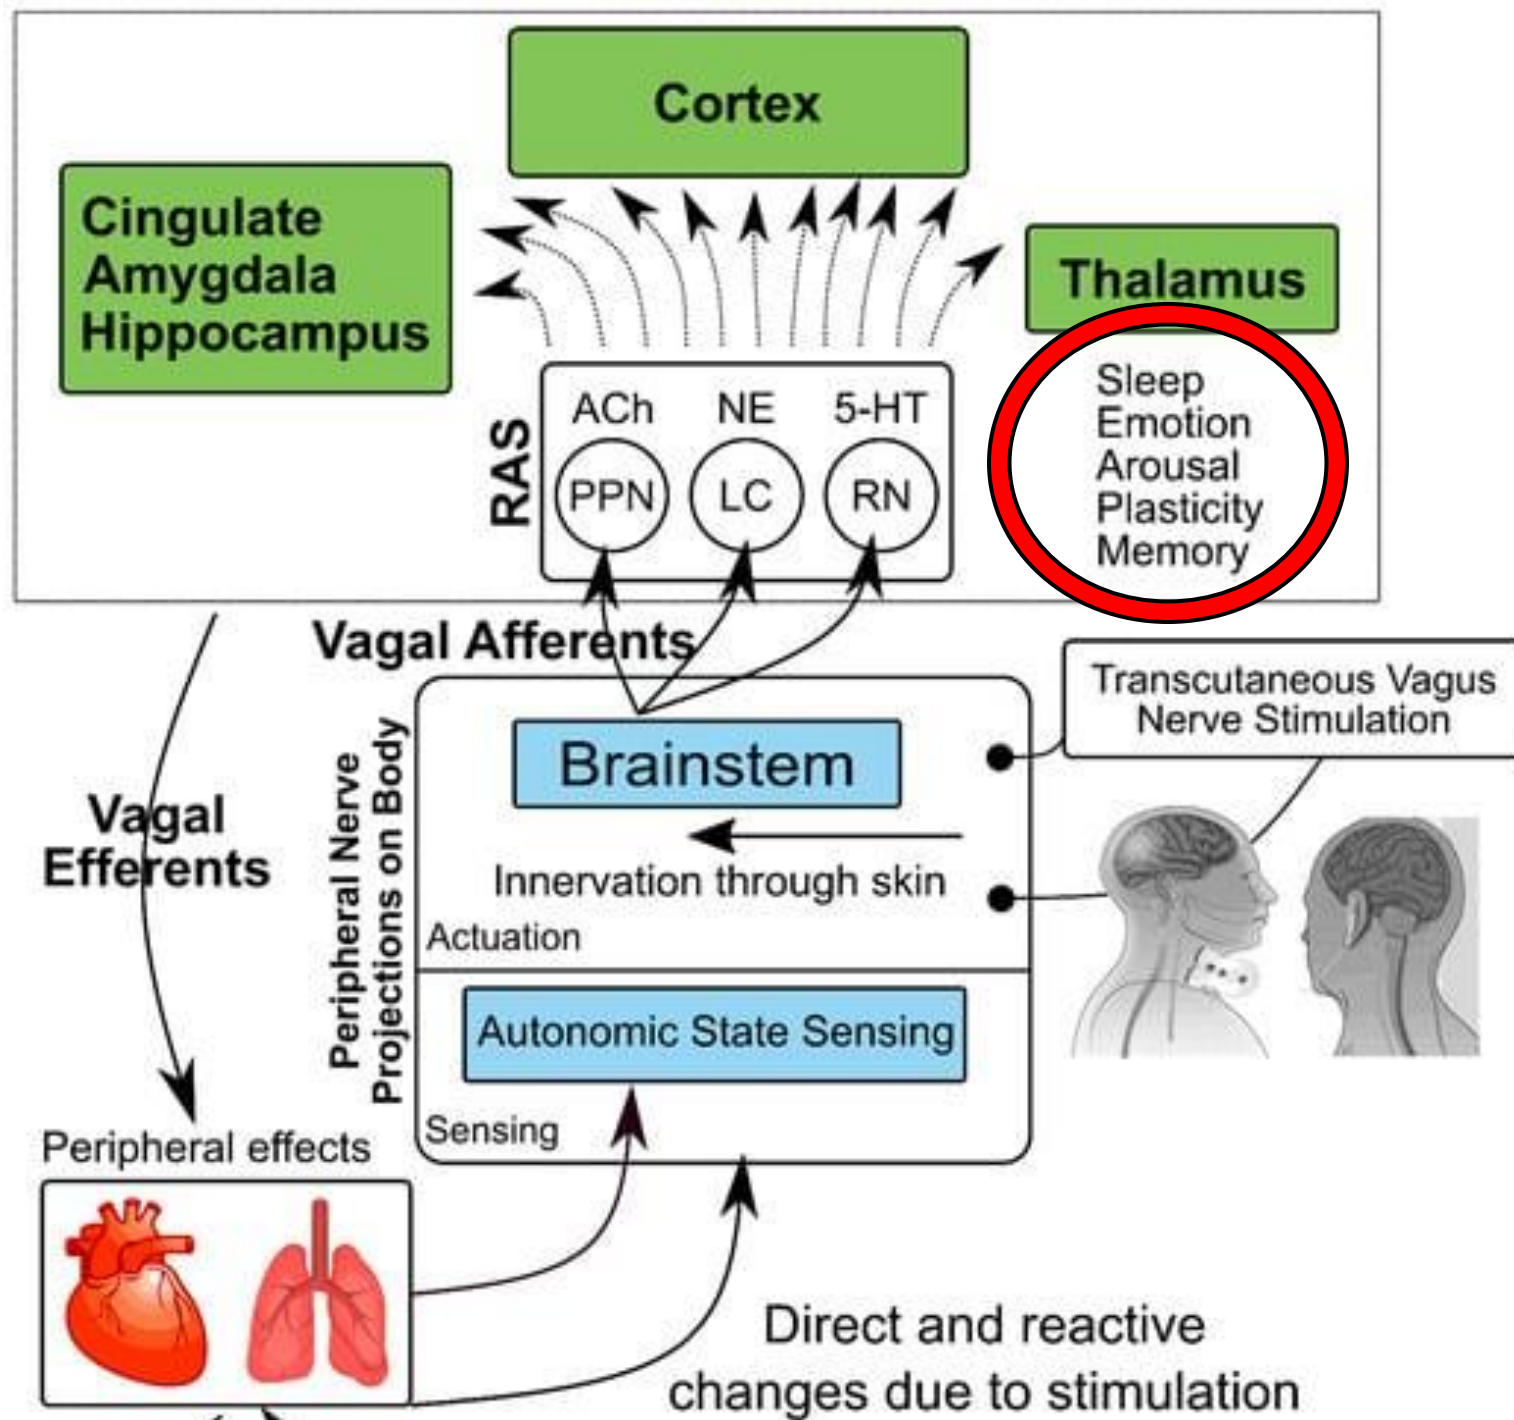 Cortex
Cingulate
Amygdala
Hippocampus
Thalamus
Sleep
Emotion
Arousal
Plasticity
Memory
RAS
ACh NE 5-HT
PPN LC RN
Vagal Afferents
Transcutaneous Vagus
Nerve Stimulation
Vagal
Efferents
Peripheral Nerve
Projections on Body
Brainstem
Innervation through skin
Actuation
Autonomic State Sensing
Sensing
Peripheral effects
Direct and reactive
changes due to stimulation